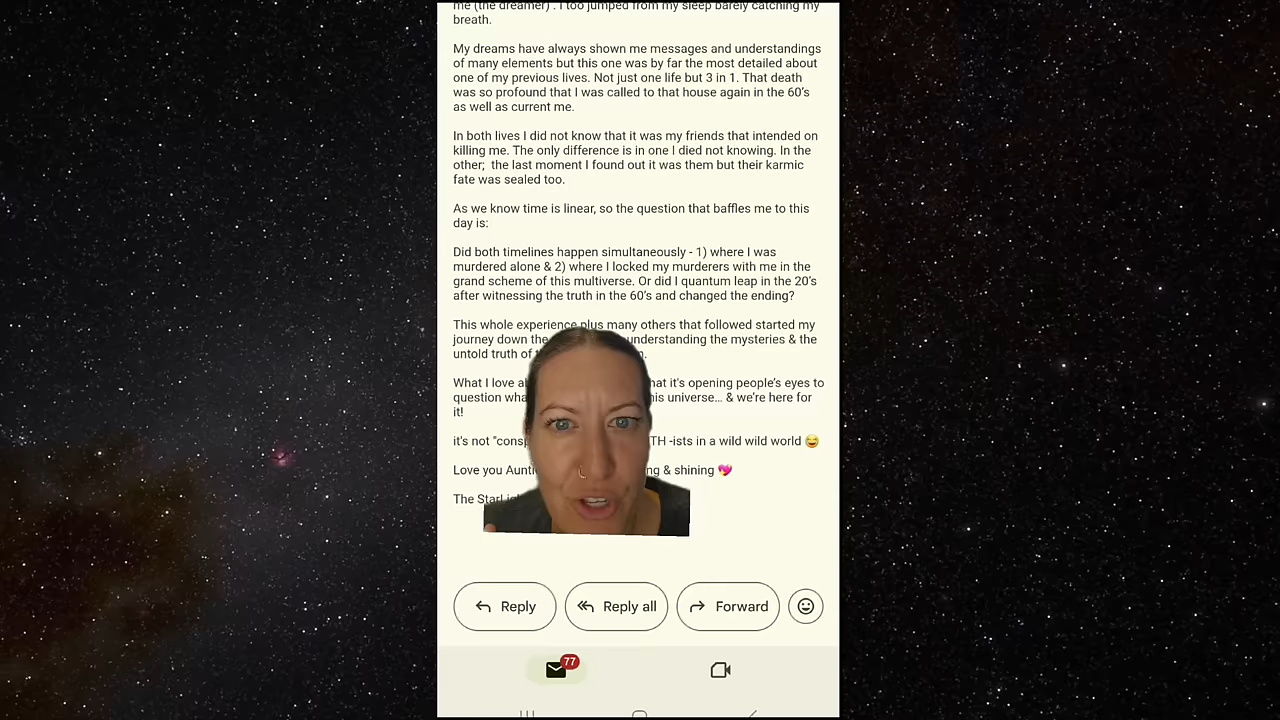 me (the dreamer) . I too jumped from my sleep barely catching my
breath.
My dreams have always shown me messages and understandings
of many elements but this one was by far the most detailed about
one of my previous lives. Not just one life but 3 in 1. That death
was so profound that I was called to that house again in the 60’s
as well as current me.
In both lives I did not know that it was my friends that intended on
killing me. The only difference is in one I died not knowing. In the
other;  the last moment I found out it was them but their karmic
fate was sealed too.
As we know time is linear, so the question that baffles me to this
day is:
Did both timelines happen simultaneously - 1) where I was
murdered alone & 2) where I locked my murderers with me in the
grand scheme of this multiverse. Or did I quantum leap in the 20’s
after witnessing the truth in the 60’s and changed the ending?
This whole experience plus many others that followed started my
journey down the understanding the mysteries & the
untold truth of
What I love it's opening people’s eyes to
question universe… & we’re here for
it!
it's not -ists in a wild wild world 😂
Love you & shining 💖
The
Reply
Reply all
Forward
77